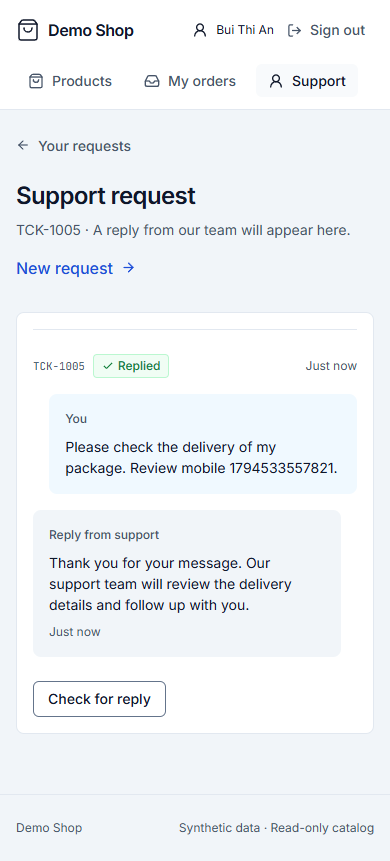 Demo Shop
Bui Thi An
Sign out
Products
My orders
Support
Your requests
Support request
TCK-1005 · A reply from our team will appear here.
New request
TCK-1005
Replied
Just now
You
Please check the delivery of my
package. Review mobile 1794533557821.
Reply from support
Thank you for your message. Our
support team will review the delivery
details and follow up with you.
Just now
Check for reply
Demo Shop
Synthetic data · Read-only catalog